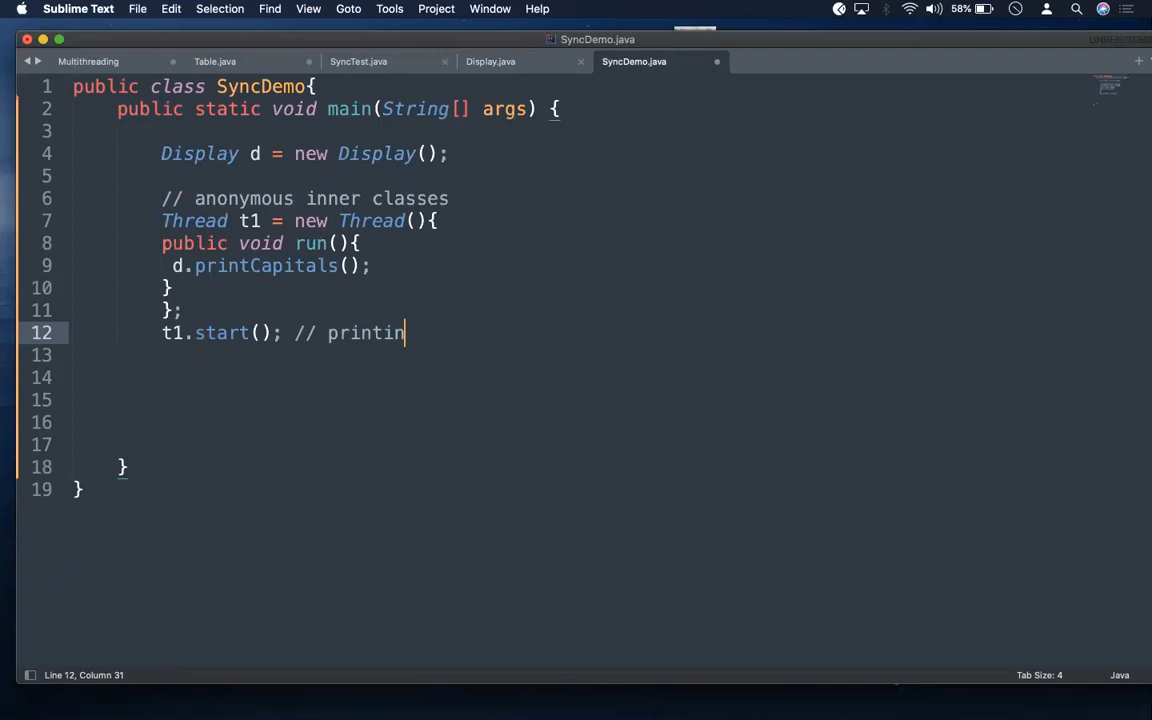 Sublime Text File Edit Selection Find View Goto Tools Project Window Help 58%
SyncDemo.java
Multithreading Table.java SyncTest.java Display.java SyncDemo.java
1 public class SyncDemo{
2 public static void main(String[] args) {
3
4 Display d = new Display();
5
6 // anonymous inner classes
7 Thread t1 = new Thread(){
8 public void run(){
9 d.printCapitals();
10 }
11 };
12 t1.start(); // printin
13
14
15
16
17
18 }
19 }
Line 12, Column 31 Tab Size: 4 Java